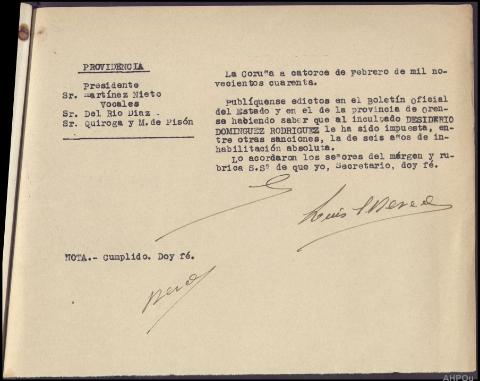 PROVIDENCIA
Presidente
Sr. Martínez Nieto
Vocales
Sr. Del Rio Diaz.
Sr. Quiroga y M. de Pisón
La Coruña a catorce de Febrero de mil no-
vecientos cuarenta.
Publíquense edictos en el Boletín Oficial
del Estado y en el de la provincia de Oren-
se habiendo saber que al inculpado DESIDERIO
DOMINGUEZ RODRIGUEZ le ha sido impuesta, en-
tre otras sanciones, la de seis años de in-
habilitación absoluta.
Lo acordaron los señores del márgen y ru-
brica S.Sª de que yo, Secretario, doy fé.
Luis
NOTA.- Cumplido. Doy fé.
AHPOu